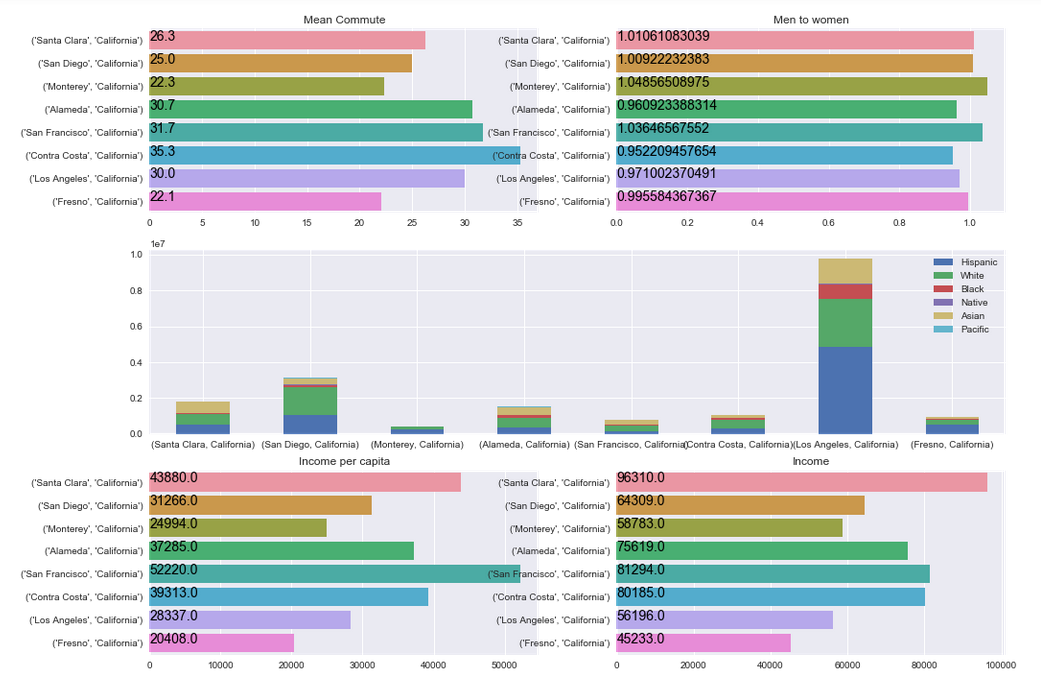 Mean Commute
('Santa Clara', 'California') 26.3
('San Diego', 'California') 25.0
('Monterey', 'California') 22.3
('Alameda', 'California') 30.7
('San Francisco', 'California') 31.7
('Contra Costa', 'California') 35.3
('Los Angeles', 'California') 30.0
('Fresno', 'California') 22.1
0 5 10 15 20 25 30 35
Men to women
('Santa Clara', 'California') 1.01061083039
('San Diego', 'California') 1.00922232383
('Monterey', 'California') 1.04856508975
('Alameda', 'California') 0.960923388314
('San Francisco', 'California') 1.03646567552
('Contra Costa', 'California') 0.952209457654
('Los Angeles', 'California') 0.971002370491
('Fresno', 'California') 0.995584367367
0.0 0.2 0.4 0.6 0.8 1.0
1e7
1.0
0.8
0.6
0.4
0.2
0.0
Hispanic
White
Black
Native
Asian
Pacific
(Santa Clara, California) (San Diego, California) (Monterey, California) (Alameda, California) (San Francisco, California) (Contra Costa, California) (Los Angeles, California) (Fresno, California)
Income per capita
('Santa Clara', 'California') 43880.0
('San Diego', 'California') 31266.0
('Monterey', 'California') 24994.0
('Alameda', 'California') 37285.0
('San Francisco', 'California') 52220.0
('Contra Costa', 'California') 39313.0
('Los Angeles', 'California') 28337.0
('Fresno', 'California') 20408.0
0 10000 20000 30000 40000 50000
Income
('Santa Clara', 'California') 96310.0
('San Diego', 'California') 64309.0
('Monterey', 'California') 58783.0
('Alameda', 'California') 75619.0
('San Francisco', 'California') 81294.0
('Contra Costa', 'California') 80185.0
('Los Angeles', 'California') 56196.0
('Fresno', 'California') 45233.0
0 20000 40000 60000 80000 100000